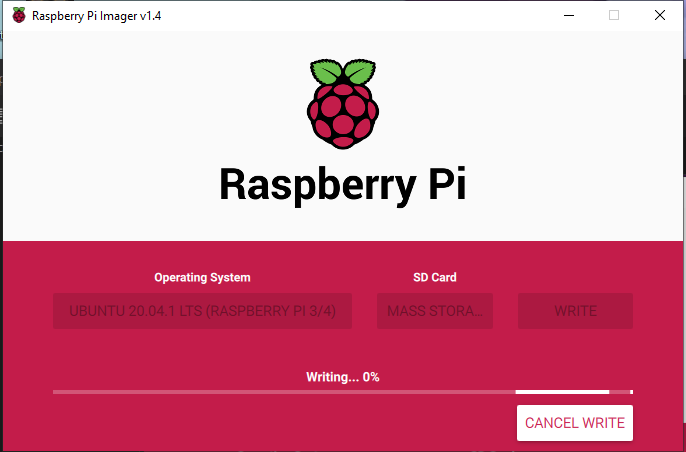 Raspberry Pi Imager v1.4
Raspberry Pi
Operating System
SD Card
UBUNTU 20.04.1 LTS (RASPBERRY PI 3/4)
MASS STORA...
WRITE
Writing... 0%
CANCEL WRITE